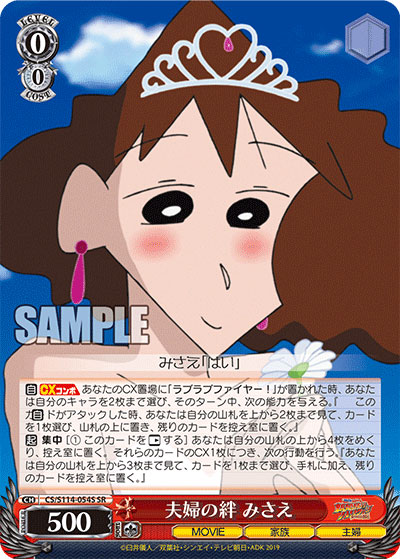 LEVEL
0
0
COST
SAMPLE
みさえ「はい」
自 CXコンボ あなたのCX置場に「ラブラブファイヤー！」が置かれた時、あな
たは自分のキャラを2枚まで選び、そのターン中、次の能力を与える。『 自 こ
のカードがアタックした時、あなたは自分の山札を上から2枚まで見て、カード
を1枚選び、山札の上に置き、残りのカードを控え室に置く。』
起 集中［① このカードを する］ あなたは自分の山札の上から4枚をめく
り、控え室に置く。それらのカードのCX1枚につき、次の行動を行う。『あなた
は自分の山札を上から3枚まで見て、カードを1枚まで選び、手札に加え、残り
のカードを控え室に置く。』
CH CS/S114-054S SR
500
夫婦の絆 みさえ
MOVIE 家族 主婦
©臼井儀人／双葉社・シンエイ・テレビ朝日・ADK 2019